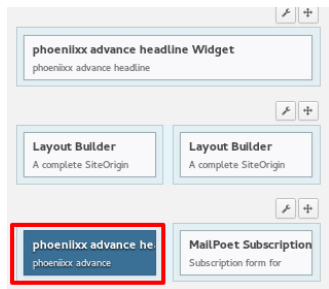 phoeniixx advance headline Widget
phoeniixx advance headline
Layout Builder
A complete SiteOrigin
Layout Builder
A complete SiteOrigin
phoeniixx advance he
phoeniixx advance
MailPoet Subscription
Subscription form for